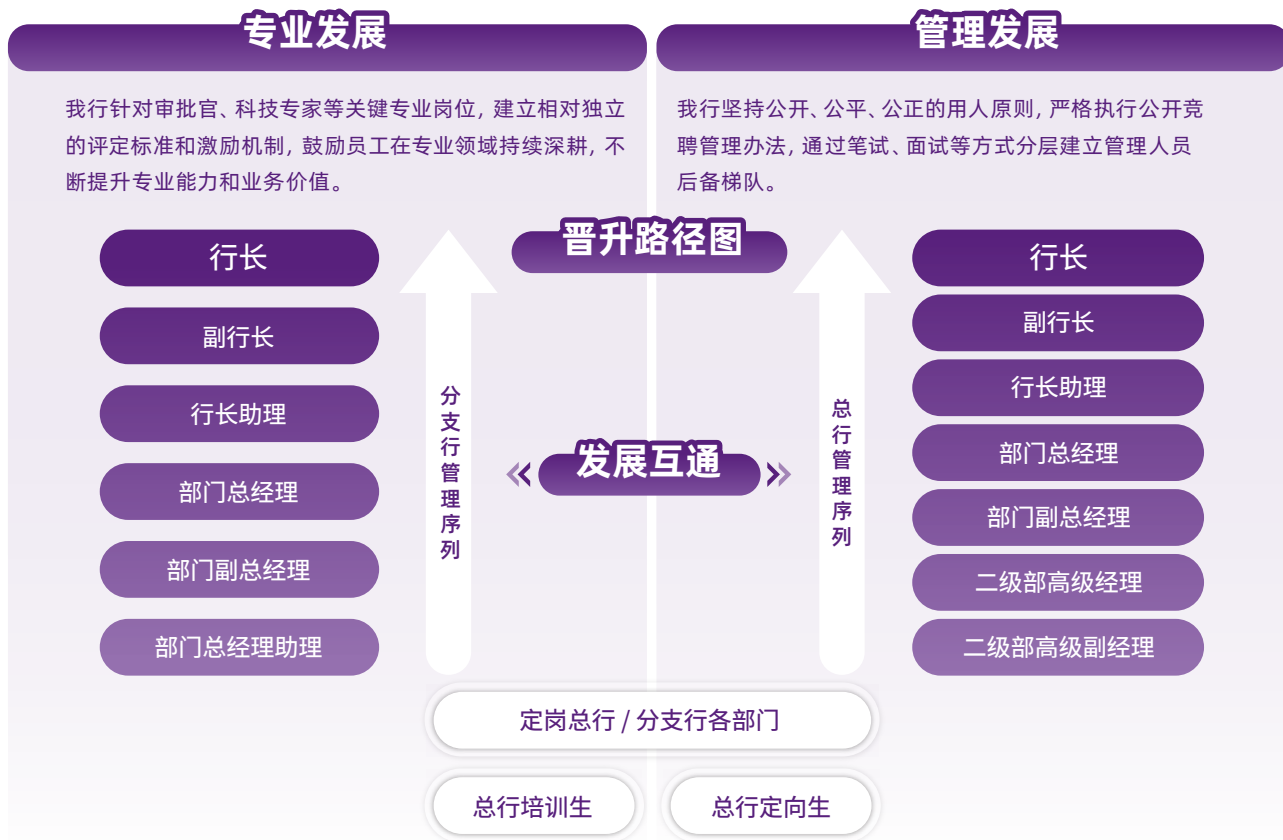 专业发展
我行针对审批官、科技专家等关键专业岗位, 建立相对独立
的评定标准和激励机制, 鼓励员工在专业领域持续深耕, 不
断提升专业能力和业务价值。
管理发展
我行坚持公开、公平、公正的用人原则, 严格执行公开竞
聘管理办法, 通过笔试、面试等方式分层建立管理人员
后备梯队。
晋升路径图
行长
副行长
行长助理
部门总经理
部门副总经理
部门总经理助理
分支行管理序列
发展互通
总行管理序列
行长
副行长
行长助理
部门总经理
部门副总经理
二级部高级经理
二级部高级副经理
定岗总行 / 分支行各部门
总行培训生
总行定向生